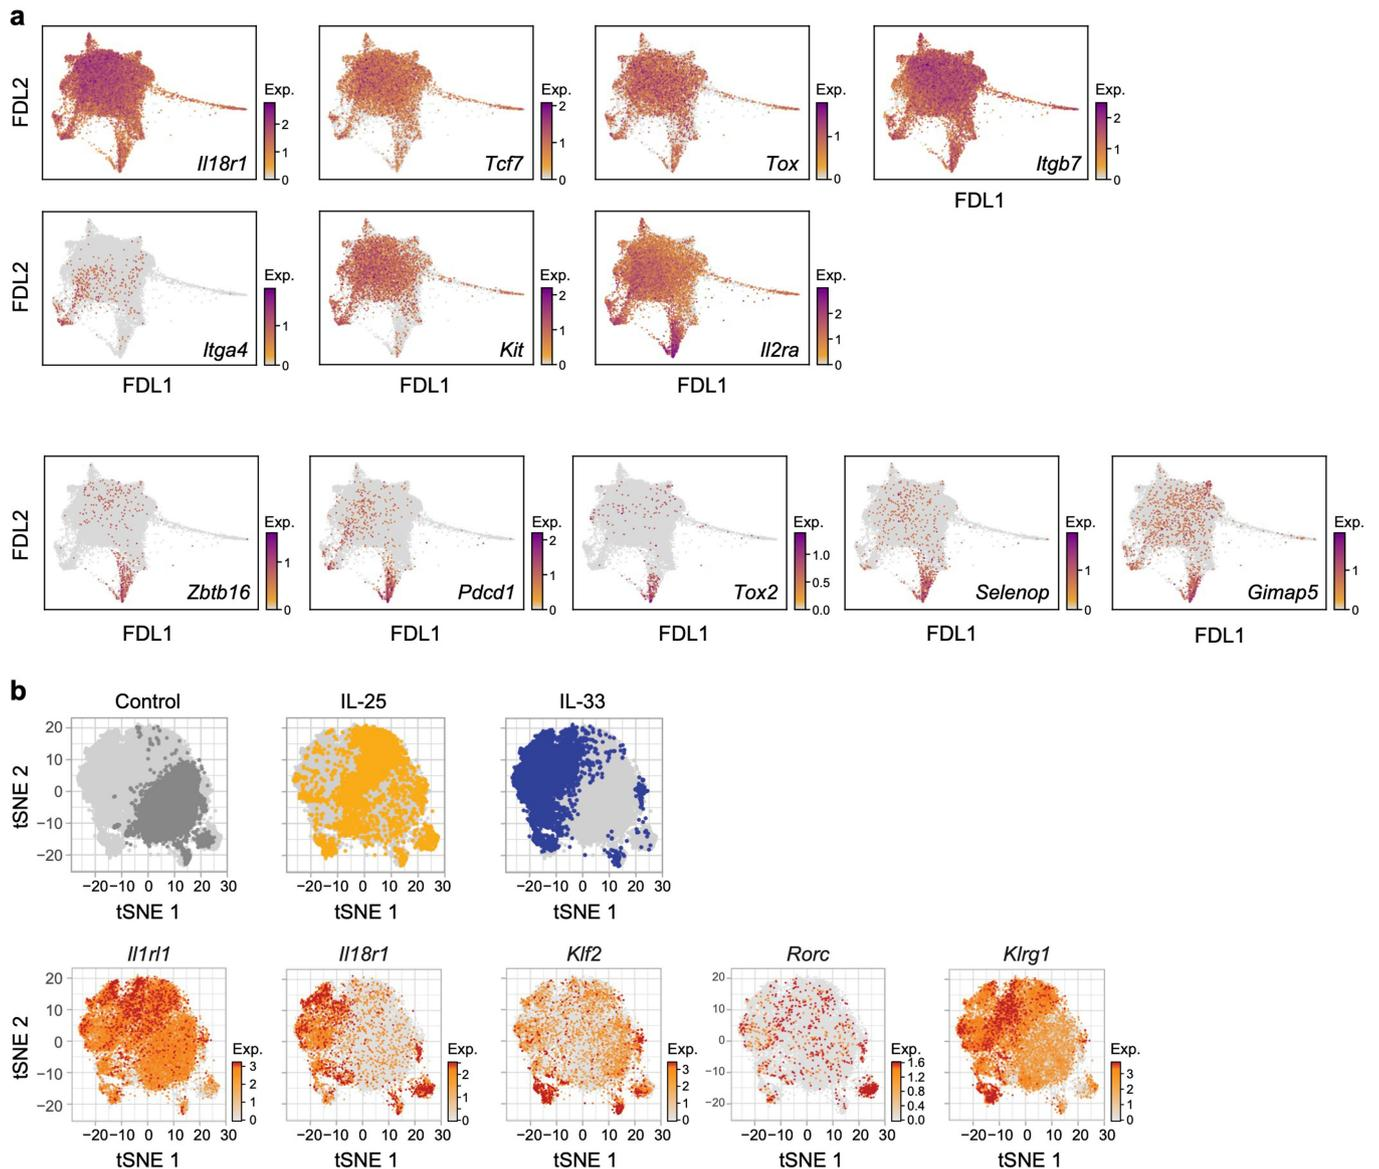 a
FDL2
Exp.
2
1
0
Il18r1
Exp.
2
1
0
Tcf7
Exp.
1
0
Tox
Exp.
2
1
0
Itgb7
FDL1
FDL2
Exp.
1
0
Itga4
FDL1
Exp.
2
1
0
Kit
FDL1
Exp.
2
1
0
Il2ra
FDL1
FDL2
Exp.
1
0
Zbtb16
FDL1
Exp.
2
1
0
Pdcd1
FDL1
Exp.
1.0
0.5
0.0
Tox2
FDL1
Exp.
1
0
Selenop
FDL1
Exp.
1
0
Gimap5
FDL1
b
Control
tSNE 2
20
10
0
−10
−20
−20 −10 0 10 20 30
tSNE 1
IL-25
−20 −10 0 10 20 30
tSNE 1
IL-33
−20 −10 0 10 20 30
tSNE 1
Il1rl1
tSNE 2
20
10
0
−10
−20
Exp.
3
2
1
0
−20 −10 0 10 20 30
tSNE 1
Il18r1
Exp.
2
1
0
−20 −10 0 10 20 30
tSNE 1
Klf2
Exp.
3
2
1
0
−20 −10 0 10 20 30
tSNE 1
Rorc
20
10
0
−10
−20
Exp.
1.6
1.2
0.8
0.4
0.0
−20 −10 0 10 20 30
tSNE 1
Klrg1
Exp.
3
2
1
0
−20 −10 0 10 20 30
tSNE 1